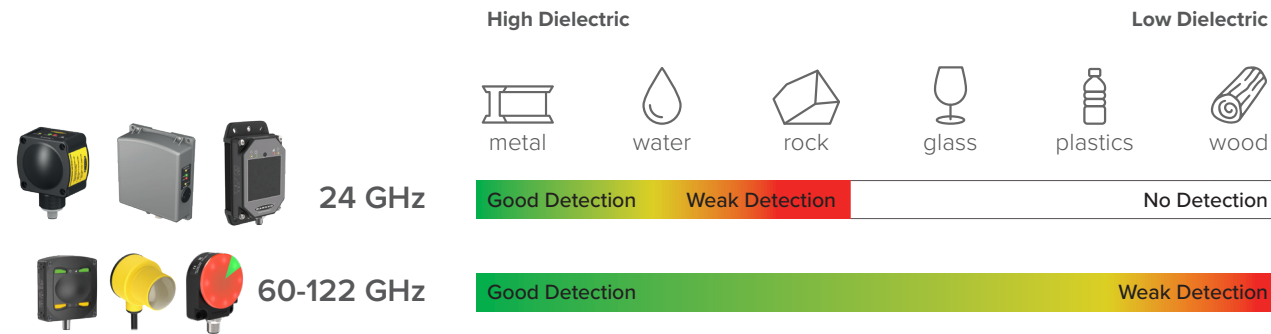 High Dielectric Low Dielectric
metal water rock glass plastics wood
24 GHz Good Detection Weak Detection No Detection
60-122 GHz Good Detection Weak Detection